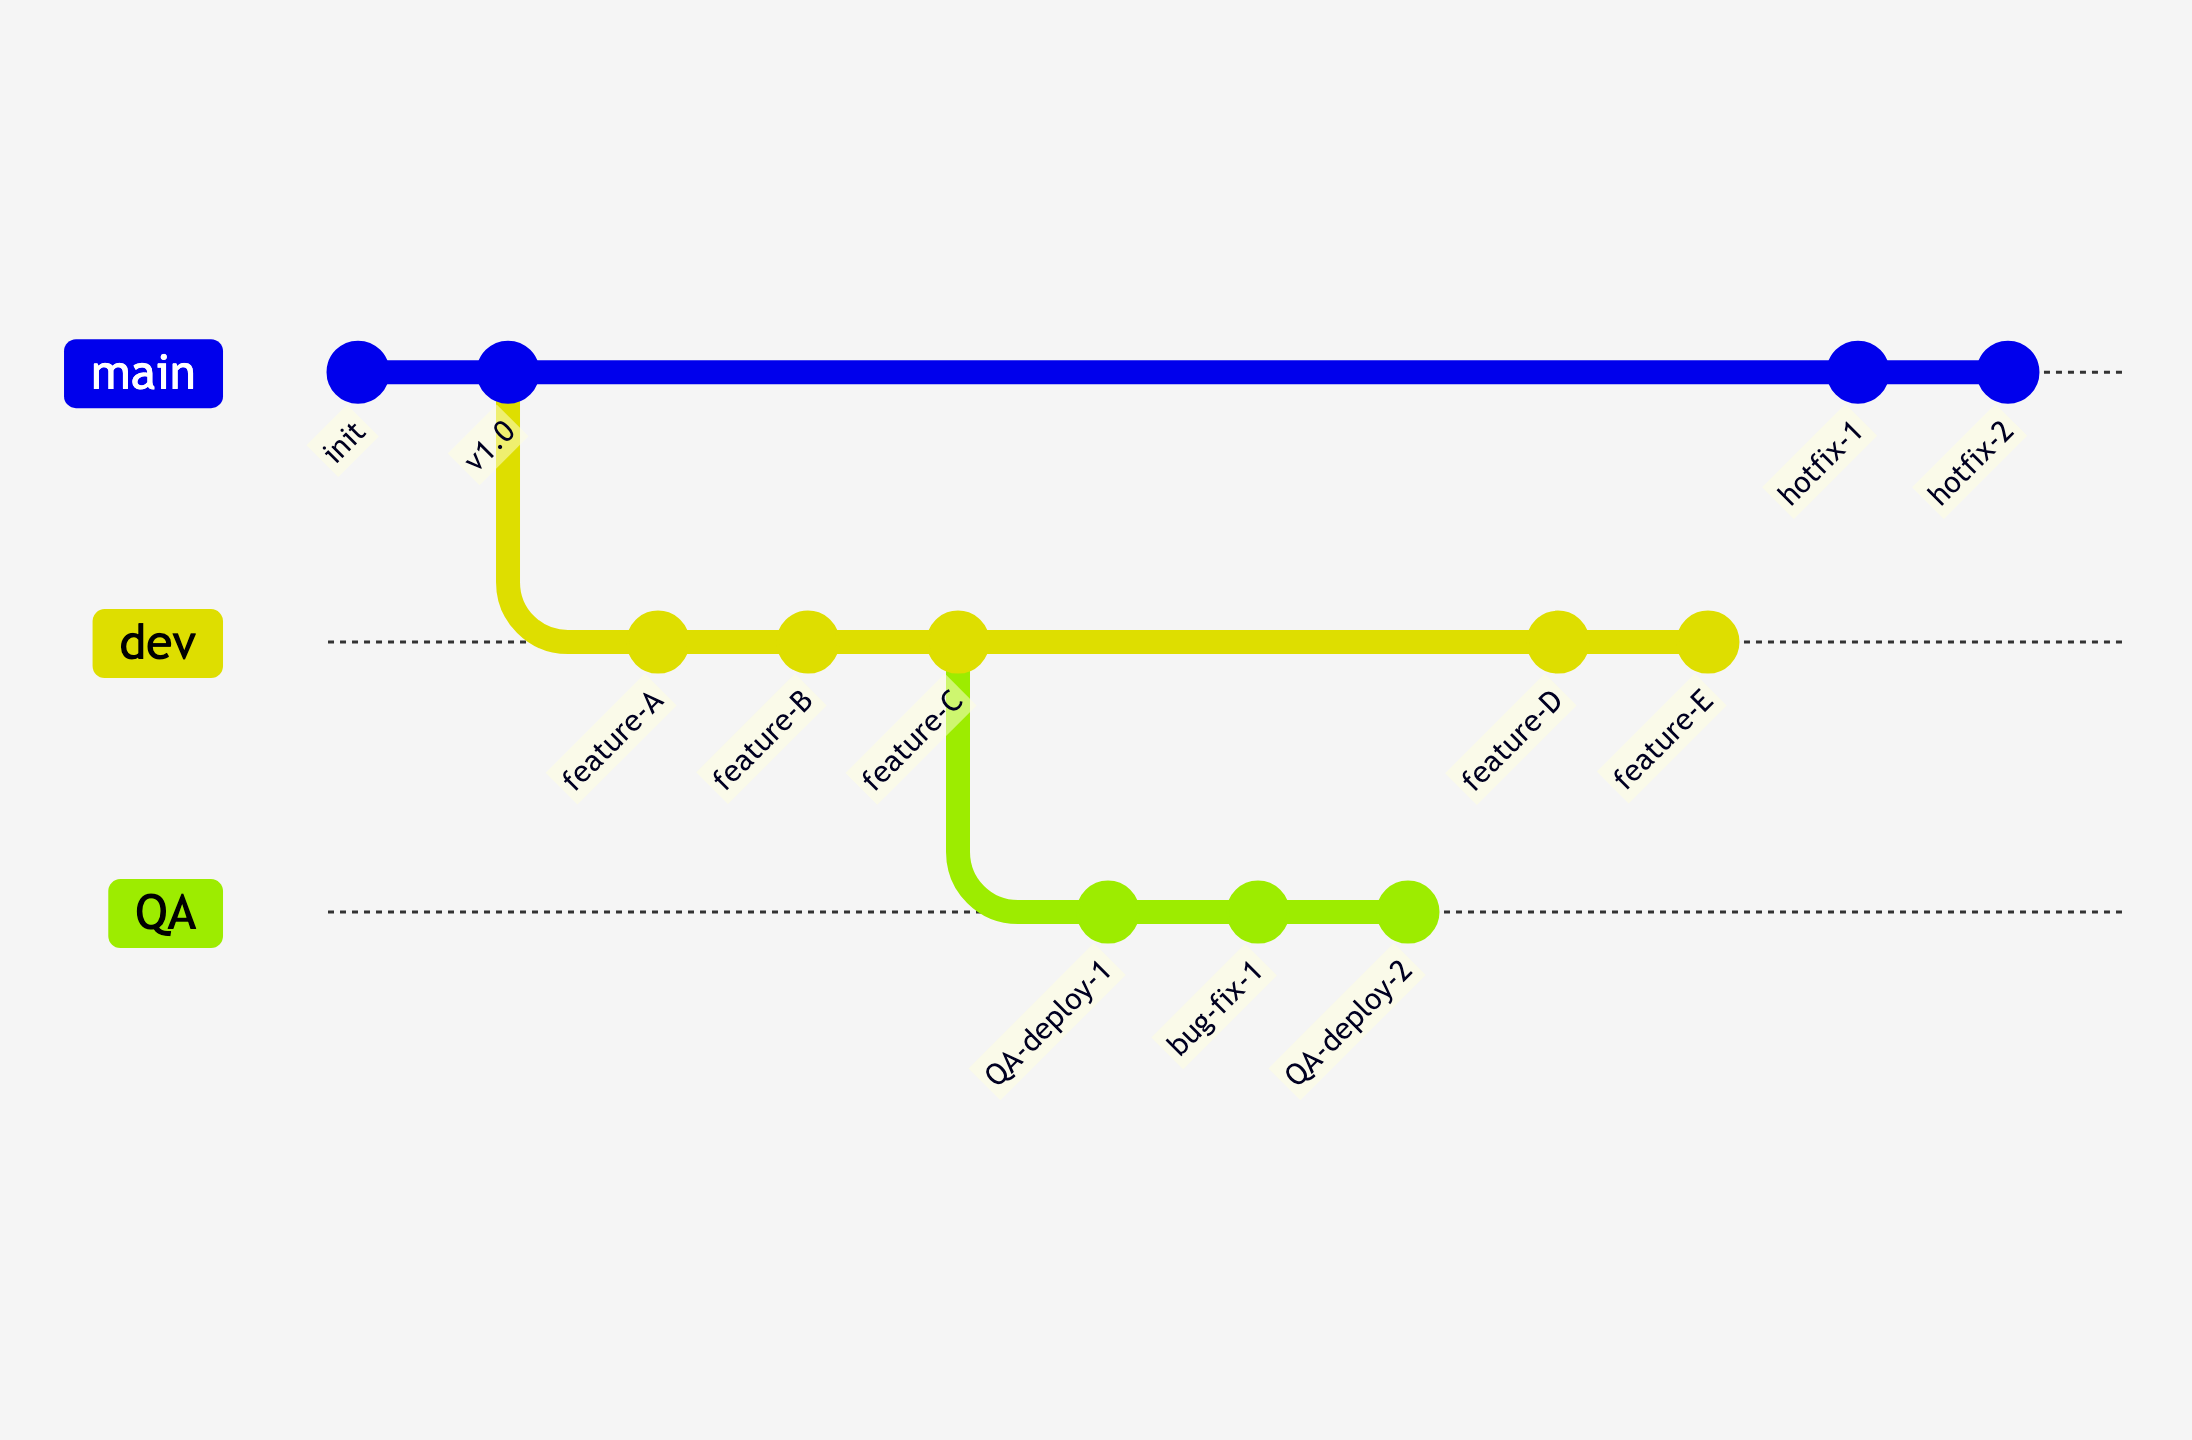 main
init
v1.0
hotfix-1
hotfix-2
dev
feature-A
feature-B
feature-C
feature-D
feature-E
QA
QA-deploy-1
bug-fix-1
QA-deploy-2